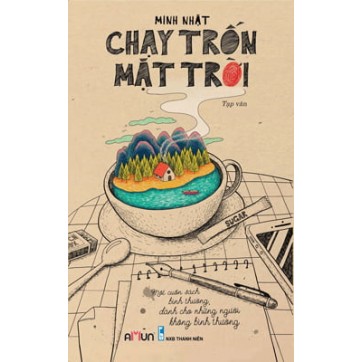 MINH NHẬT
CHẠY TRỐN
MẶT TRỜI
Tạp văn
SUGAR
Một cuốn sách
bình thường,
dành cho những người
không bình thường
AMUN
NXB THANH NIÊN